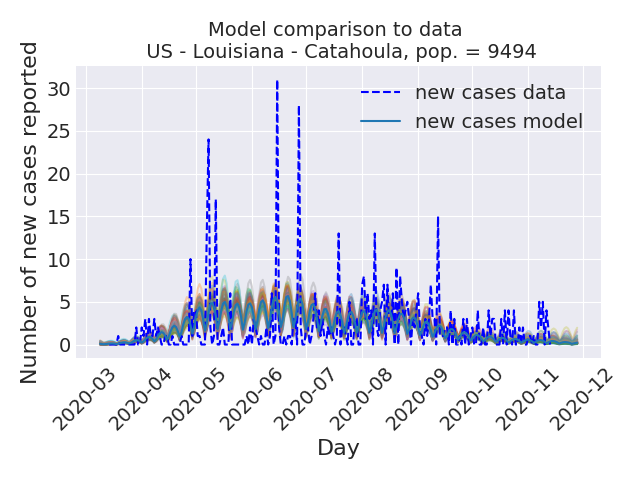 Model comparison to data
US - Louisiana - Catahoula, pop. = 9494
Number of new cases reported
30
25
20
15
10
5
0
new cases data
new cases model
2020-03
2020-04
2020-05
2020-06
2020-07
2020-08
2020-09
2020-10
2020-11
2020-12
Day